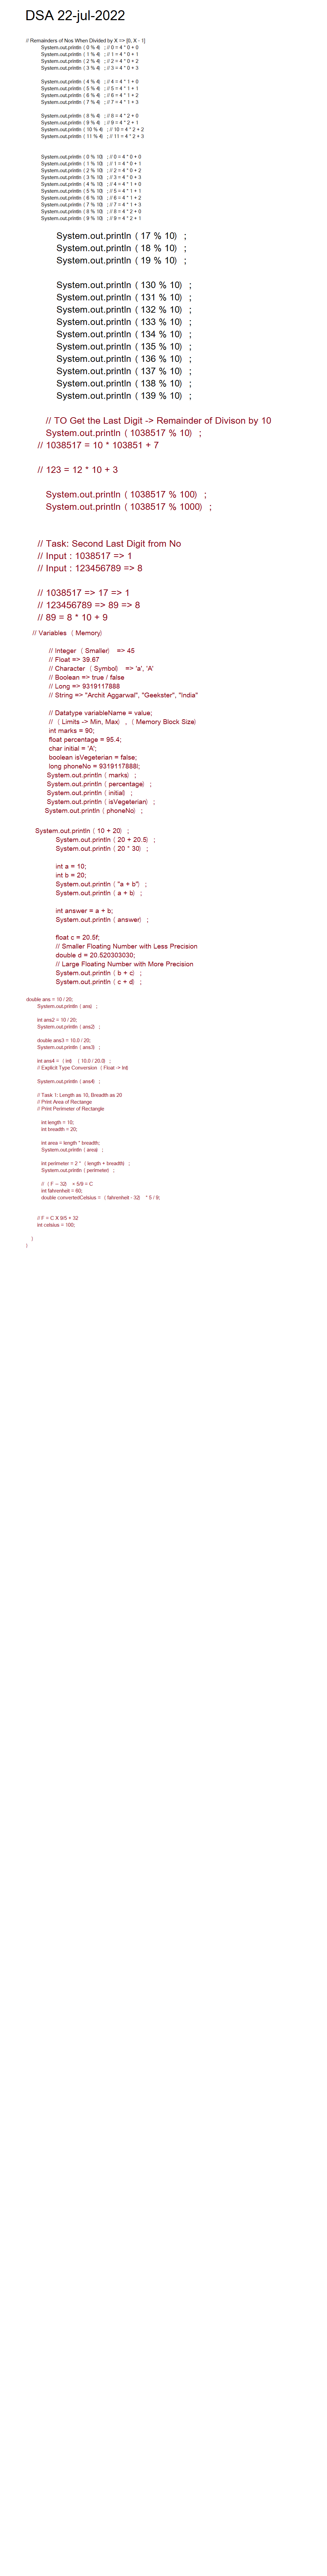 DSA 22-jul-2022
// Remainders of Nos When Divided by X => [0, X - 1]
System.out.println ( 0 % 4) ; // 0 = 4 * 0 + 0
System.out.println ( 1 % 4) ; // 1 = 4 * 0 + 1
System.out.println ( 2 % 4) ; // 2 = 4 * 0 + 2
System.out.println ( 3 % 4) ; // 3 = 4 * 0 + 3
System.out.println ( 4 % 4) ; // 4 = 4 * 1 + 0
System.out.println ( 5 % 4) ; // 5 = 4 * 1 + 1
System.out.println ( 6 % 4) ; // 6 = 4 * 1 + 2
System.out.println ( 7 % 4) ; // 7 = 4 * 1 + 3
System.out.println ( 8 % 4) ; // 8 = 4 * 2 + 0
System.out.println ( 9 % 4) ; // 9 = 4 * 2 + 1
System.out.println ( 10 % 4) ; // 10 = 4 * 2 + 2
System.out.println ( 11 % 4) ; // 11 = 4 * 2 + 3
System.out.println ( 0 % 10) ; // 0 = 4 * 0 + 0
System.out.println ( 1 % 10) ; // 1 = 4 * 0 + 1
System.out.println ( 2 % 10) ; // 2 = 4 * 0 + 2
System.out.println ( 3 % 10) ; // 3 = 4 * 0 + 3
System.out.println ( 4 % 10) ; // 4 = 4 * 1 + 0
System.out.println ( 5 % 10) ; // 5 = 4 * 1 + 1
System.out.println ( 6 % 10) ; // 6 = 4 * 1 + 2
System.out.println ( 7 % 10) ; // 7 = 4 * 1 + 3
System.out.println ( 8 % 10) ; // 8 = 4 * 2 + 0
System.out.println ( 9 % 10) ; // 9 = 4 * 2 + 1
System.out.println ( 17 % 10) ;
System.out.println ( 18 % 10) ;
System.out.println ( 19 % 10) ;
System.out.println ( 130 % 10) ;
System.out.println ( 131 % 10) ;
System.out.println ( 132 % 10) ;
System.out.println ( 133 % 10) ;
System.out.println ( 134 % 10) ;
System.out.println ( 135 % 10) ;
System.out.println ( 136 % 10) ;
System.out.println ( 137 % 10) ;
System.out.println ( 138 % 10) ;
System.out.println ( 139 % 10) ;
// TO Get the Last Digit -> Remainder of Divison by 10
System.out.println ( 1038517 % 10) ;
// 1038517 = 10 * 103851 + 7
// 123 = 12 * 10 + 3
System.out.println ( 1038517 % 100) ;
System.out.println ( 1038517 % 1000) ;
// Task: Second Last Digit from No
// Input : 1038517 => 1
// Input : 123456789 => 8
// 1038517 => 17 => 1
// 123456789 => 89 => 8
// 89 = 8 * 10 + 9
// Variables ( Memory)
// Integer ( Smaller) => 45
// Float => 39.67
// Character ( Symbol) => 'a', 'A'
// Boolean => true / false
// Long => 9319117888
// String => "Archit Aggarwal", "Geekster", "India"
// Datatype variableName = value;
// ( Limits -> Min, Max) , ( Memory Block Size)
int marks = 90;
float percentage = 95.4;
char initial = 'A';
boolean isVegeterian = false;
long phoneNo = 9319117888l;
System.out.println ( marks) ;
System.out.println ( percentage) ;
System.out.println ( initial) ;
System.out.println ( isVegeterian) ;
System.out.println ( phoneNo) ;
System.out.println ( 10 + 20) ;
System.out.println ( 20 + 20.5) ;
System.out.println ( 20 * 30) ;
int a = 10;
int b = 20;
System.out.println ( "a + b") ;
System.out.println ( a + b) ;
int answer = a + b;
System.out.println ( answer) ;
float c = 20.5f;
// Smaller Floating Number with Less Precision
double d = 20.520303030;
// Large Floating Number with More Precision
System.out.println ( b + c) ;
System.out.println ( c + d) ;
double ans = 10 / 20;
System.out.println ( ans) ;
int ans2 = 10 / 20;
System.out.println ( ans2) ;
double ans3 = 10.0 / 20;
System.out.println ( ans3) ;
int ans4 = ( int) ( 10.0 / 20.0) ;
// Explicit Type Conversion ( Float -> Int)
System.out.println ( ans4) ;
// Task 1: Length as 10, Breadth as 20
// Print Area of Rectange
// Print Perimeter of Rectangle
int length = 10;
int breadth = 20;
int area = length * breadth;
System.out.println ( area) ;
int perimeter = 2 * ( length + breadth) ;
System.out.println ( perimeter) ;
// ( F − 32) × 5/9 = C
int fahrenheit = 60;
double convertedCelsius = ( fahrenheit - 32) * 5 / 9;
// F = C X 9/5 + 32
int celsius = 100;
}
}